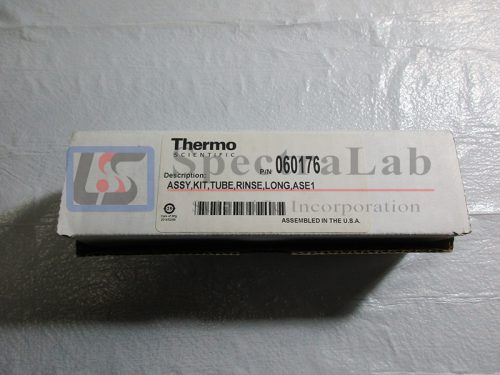 Thermo
SCIENTIFIC
P/N 060176
Description:
ASSY,KIT,TUBE,RINSE,LONG,ASE1
ASSEMBLED IN THE U.S.A.
SpectraLab
Incorporation